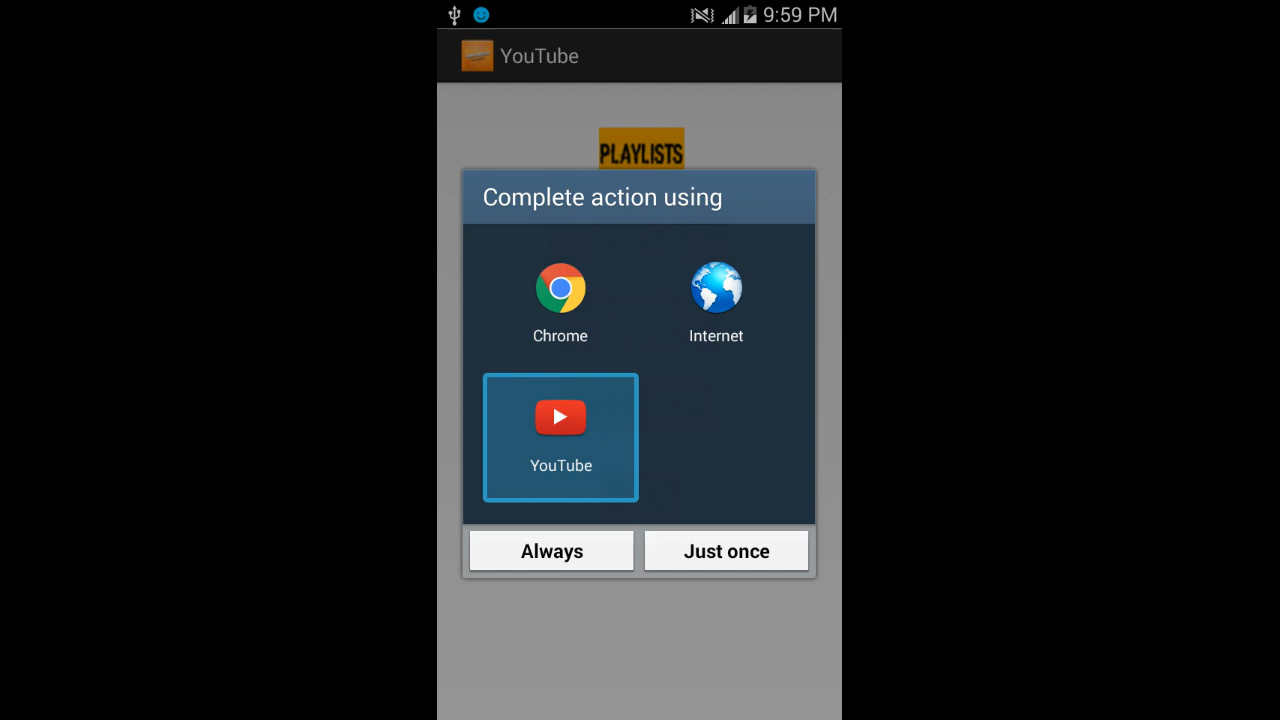 9:59 PM
YouTube
PLAYLISTS
Complete action using
Chrome
Internet
YouTube
Always
Just once